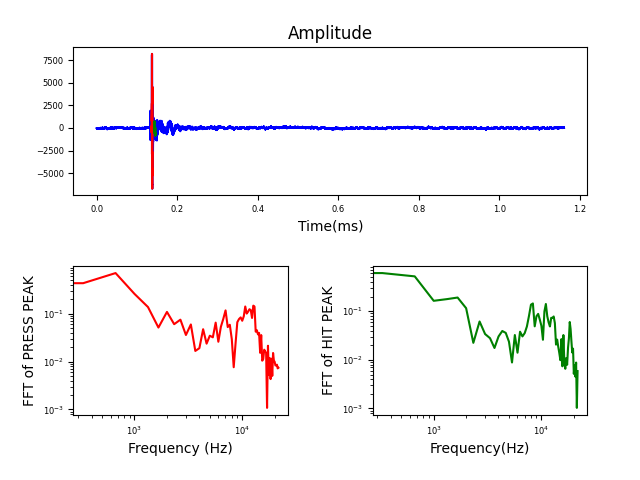 Amplitude
7500
5000
2500
0
−2500
−5000
0.0 0.2 0.4 0.6 0.8 1.0 1.2
Time(ms)
FFT of PRESS PEAK
10⁻¹
10⁻²
10⁻³
10³ 10⁴
Frequency (Hz)
FFT of HIT PEAK
10⁻¹
10⁻²
10⁻³
10³ 10⁴
Frequency(Hz)